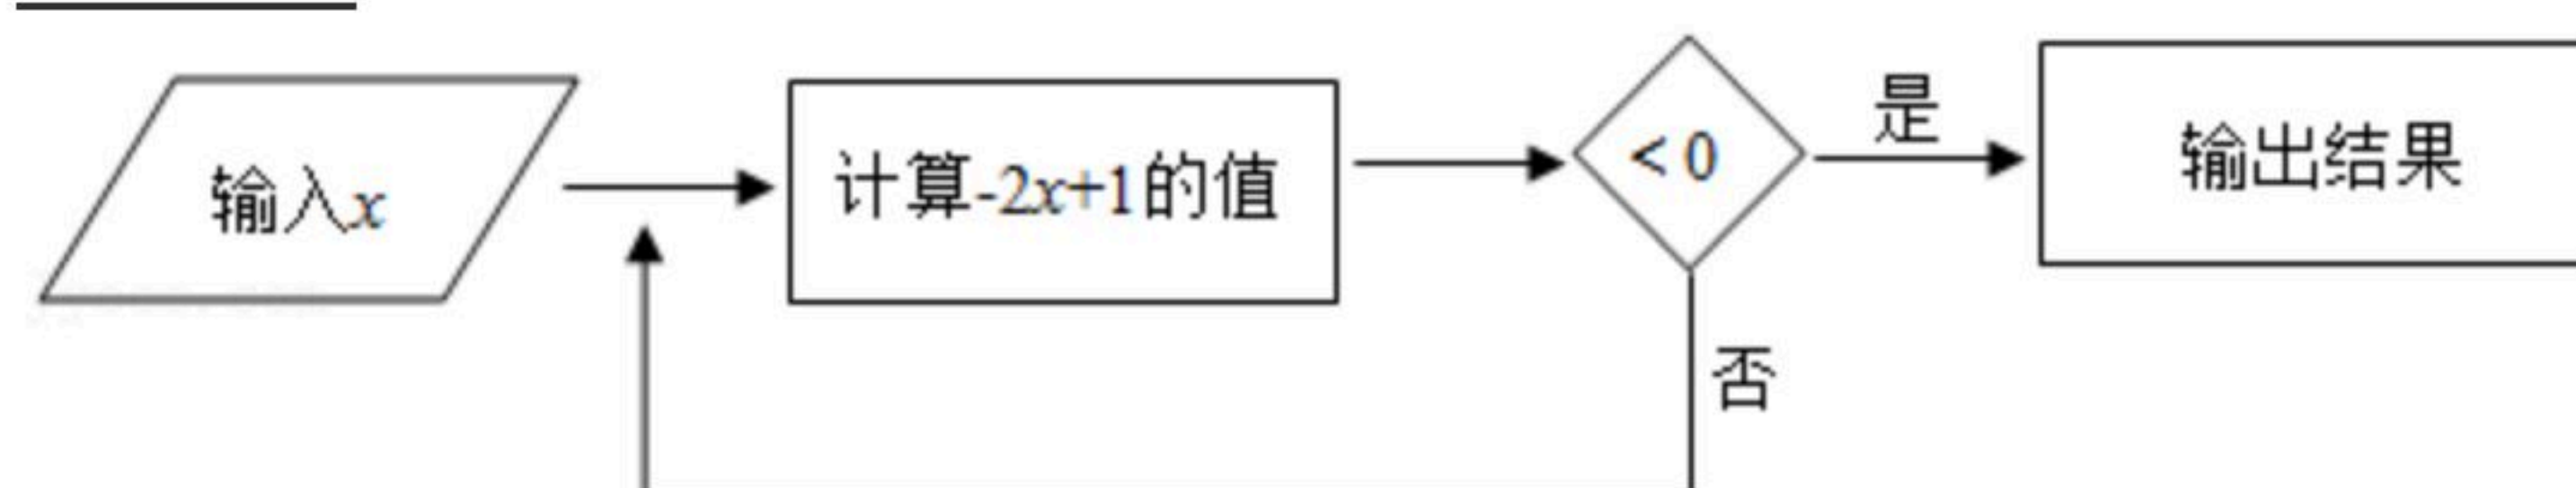 输入x
计算-2x+1的值
<0
是
输出结果
否